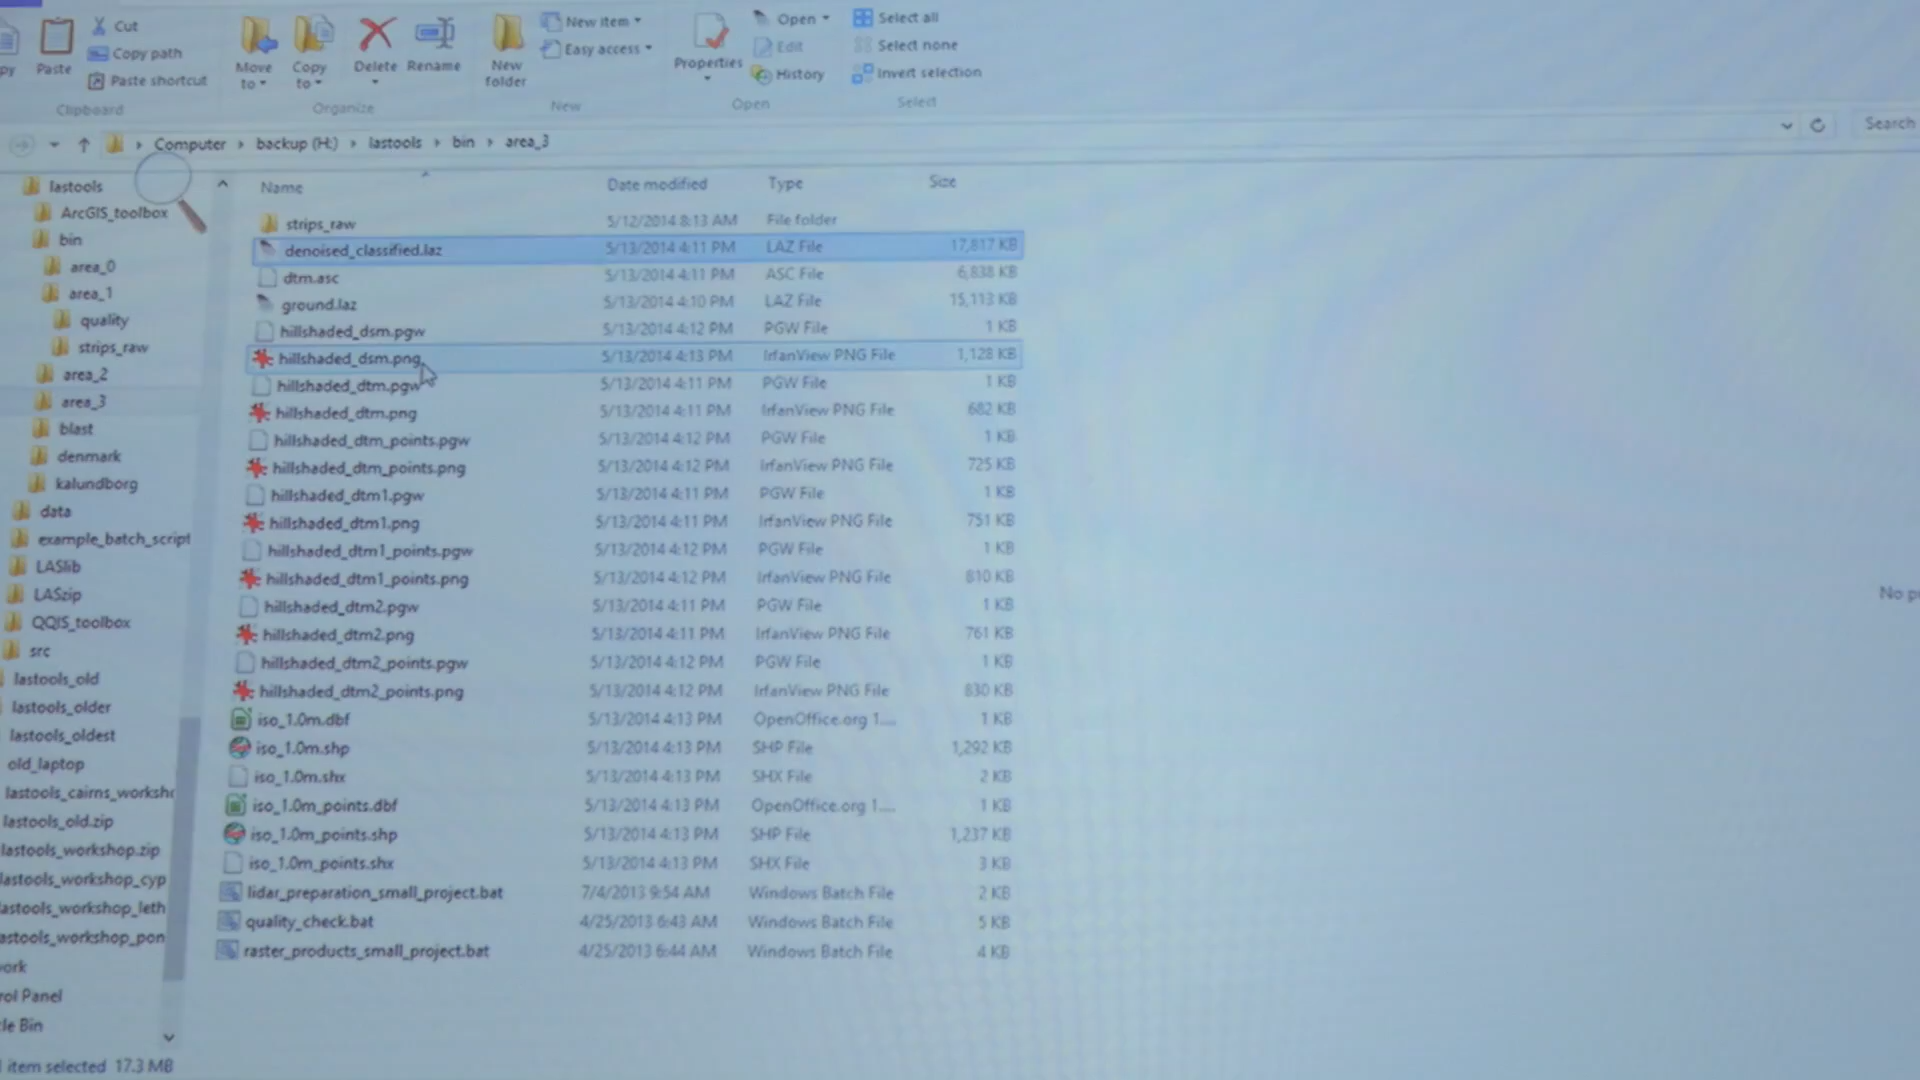 Cut
Copy path
Paste shortcut
Paste
Clipboard
Move to
Copy to
Delete
Rename
Organize
New folder
New item
Easy access
New
Properties
Open
Edit
History
Open
Select all
Select none
Invert selection
Select
Computer backup (H:) lastools bin area_3
Search
Name Date modified Type Size
strips_raw 5/12/2014 8:13 AM File folder
denoised_classified.laz 5/13/2014 4:11 PM LAZ File 17,817 KB
dtm.asc 5/13/2014 4:11 PM ASC File 6,838 KB
ground.laz 5/13/2014 4:10 PM LAZ File 15,113 KB
hillshaded_dsm.pgw 5/13/2014 4:12 PM PGW File 1 KB
hillshaded_dsm.png 5/13/2014 4:13 PM IrfanView PNG File 1,128 KB
hillshaded_dtm.pgw 5/13/2014 4:11 PM PGW File 1 KB
hillshaded_dtm.png 5/13/2014 4:11 PM IrfanView PNG File 682 KB
hillshaded_dtm_points.pgw 5/13/2014 4:12 PM PGW File 1 KB
hillshaded_dtm_points.png 5/13/2014 4:12 PM IrfanView PNG File 725 KB
hillshaded_dtm1.pgw 5/13/2014 4:11 PM PGW File 1 KB
hillshaded_dtm1.png 5/13/2014 4:11 PM IrfanView PNG File 751 KB
hillshaded_dtm1_points.pgw 5/13/2014 4:12 PM PGW File 1 KB
hillshaded_dtm1_points.png 5/13/2014 4:12 PM IrfanView PNG File 810 KB
hillshaded_dtm2.pgw 5/13/2014 4:11 PM PGW File 1 KB
hillshaded_dtm2.png 5/13/2014 4:11 PM IrfanView PNG File 761 KB
hillshaded_dtm2_points.pgw 5/13/2014 4:12 PM PGW File 1 KB
hillshaded_dtm2_points.png 5/13/2014 4:12 PM IrfanView PNG File 830 KB
iso_1.0m.dbf 5/13/2014 4:13 PM OpenOffice.org 1.... 1 KB
iso_1.0m.shp 5/13/2014 4:13 PM SHP File 1,292 KB
iso_1.0m.shx 5/13/2014 4:13 PM SHX File 2 KB
iso_1.0m_points.dbf 5/13/2014 4:13 PM OpenOffice.org 1.... 1 KB
iso_1.0m_points.shp 5/13/2014 4:13 PM SHP File 1,237 KB
iso_1.0m_points.shx 5/13/2014 4:13 PM SHX File 3 KB
lidar_preparation_small_project.bat 7/4/2013 9:54 AM Windows Batch File 2 KB
quality_check.bat 4/25/2013 6:43 AM Windows Batch File 5 KB
raster_products_small_project.bat 4/25/2013 6:44 AM Windows Batch File 4 KB
lastools
ArcGIS_toolbox
bin
area_0
area_1
quality
strips_raw
area_2
area_3
blast
denmark
kalundborg
data
example_batch_script
LASlib
LASzip
QQIS_toolbox
src
lastools_old
lastools_older
lastools_oldest
old_laptop
lastools_cairns_worksho
lastools_old.zip
lastools_workshop.zip
lastools_workshop_cyp
lastools_workshop_leth
astools_workshop_pon
work
rol Panel
le Bin
item selected 17.3 MB
No p